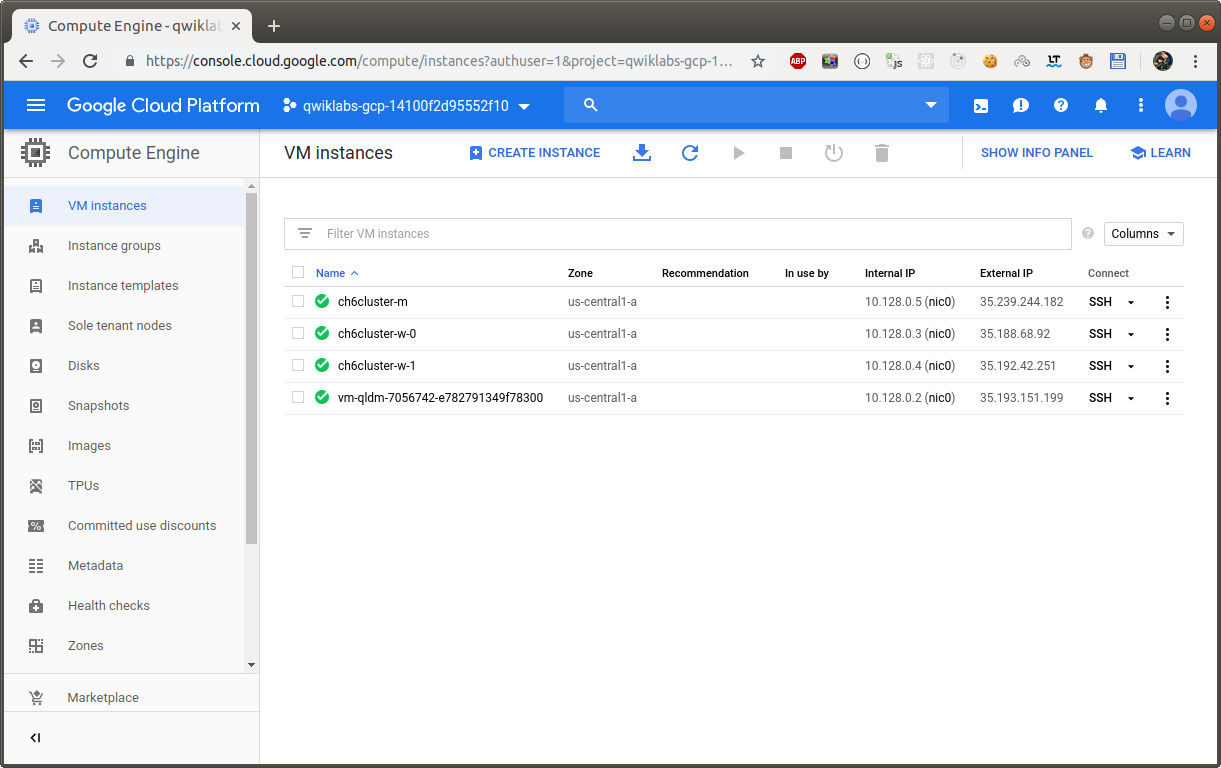 Compute Engine - qwikla
https://console.cloud.google.com/compute/instances?authuser=1&project=qwiklabs-gcp-1...
ABP
JS
LT
Google Cloud Platform
qwiklabs-gcp-14100f2d95552f10
Compute Engine
VM instances
CREATE INSTANCE
SHOW INFO PANEL
LEARN
VM instances
Instance groups
Instance templates
Sole tenant nodes
Disks
Snapshots
Images
TPUs
Committed use discounts
Metadata
Health checks
Zones
Marketplace
Filter VM instances
Columns
Name Zone Recommendation In use by Internal IP External IP Connect
ch6cluster-m us-central1-a 10.128.0.5 (nic0) 35.239.244.182 SSH
ch6cluster-w-0 us-central1-a 10.128.0.3 (nic0) 35.188.68.92 SSH
ch6cluster-w-1 us-central1-a 10.128.0.4 (nic0) 35.192.42.251 SSH
vm-qldm-7056742-e782791349f78300 us-central1-a 10.128.0.2 (nic0) 35.193.151.199 SSH